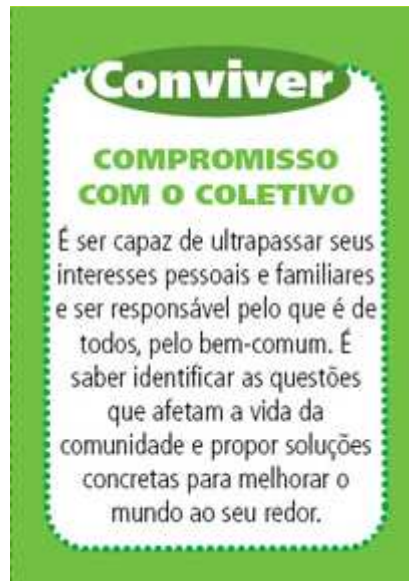 Conviver
COMPROMISSO
COM O COLETIVO
É ser capaz de ultrapassar seus
interesses pessoais e familiares
e ser responsável pelo que é de
todos, pelo bem-comum. É
saber identificar as questões
que afetam a vida da
comunidade e propor soluções
concretas para melhorar o
mundo ao seu redor.